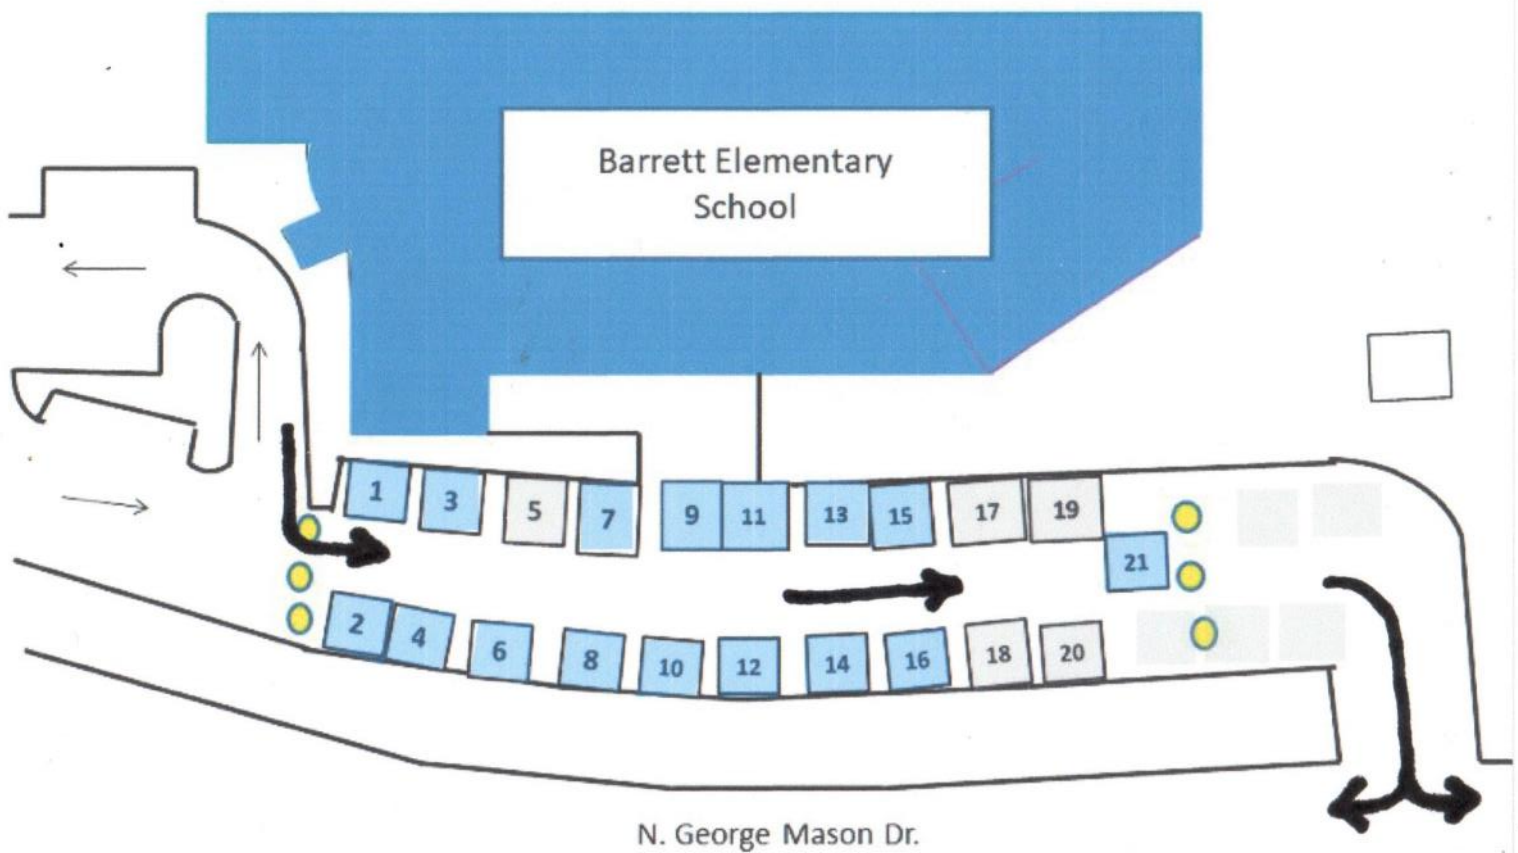 Barrett Elementary
School
1 3 5 7 9 11 13 15 17 19
21
2 4 6 8 10 12 14 16 18 20
N. George Mason Dr.